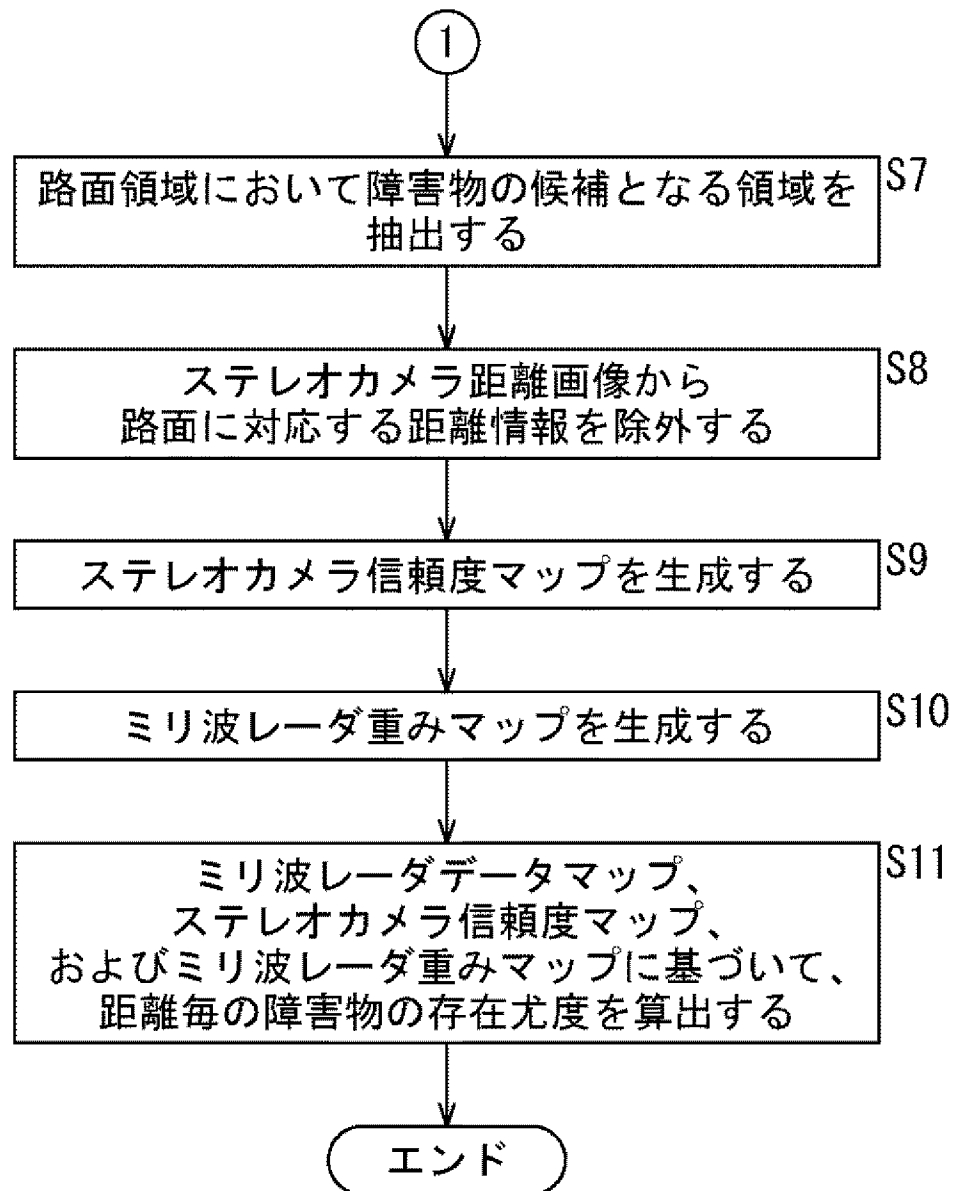 1
路面領域において障害物の候補となる領域を
抽出する
S7
ステレオカメラ距離画像から
路面に対応する距離情報を除外する
S8
ステレオカメラ信頼度マップを生成する
S9
ミリ波レーダ重みマップを生成する
S10
ミリ波レーダデータマップ、
ステレオカメラ信頼度マップ、
およびミリ波レーダ重みマップに基づいて、
距離毎の障害物の存在尤度を算出する
S11
エンド